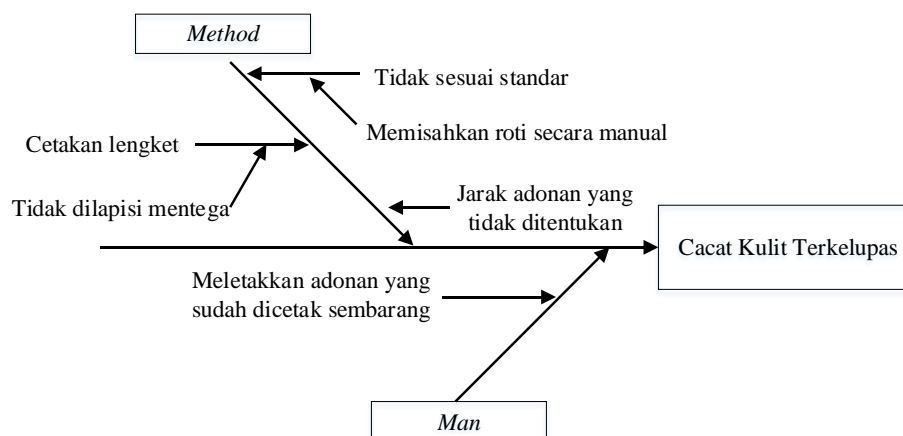 Method
Tidak sesuai standar
Memisahkan roti secara manual
Cetakan lengket
Tidak dilapisi mentega
Jarak adonan yang
tidak ditentukan
Cacat Kulit Terkelupas
Meletakkan adonan yang
sudah dicetak sembarang
Man